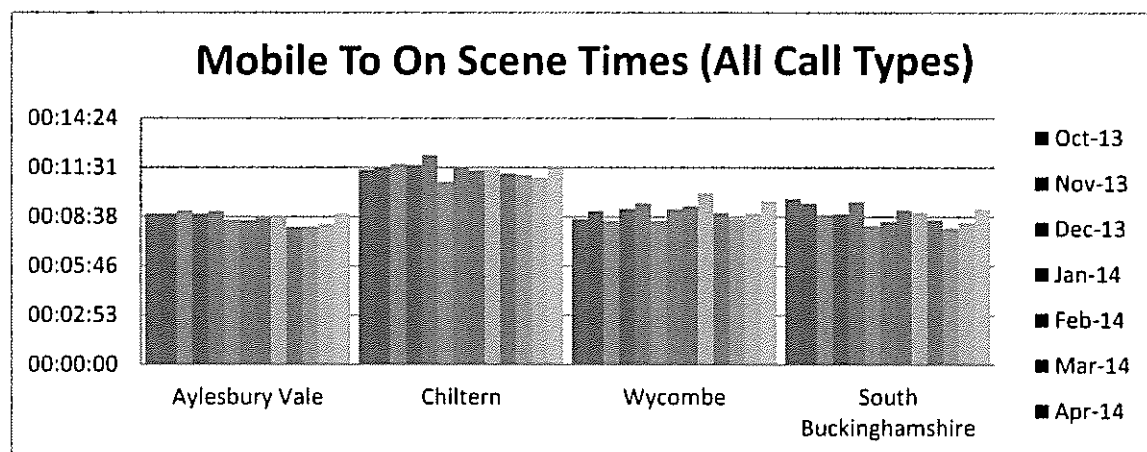 Mobile To On Scene Times (All Call Types)
00:14:24
00:11:31
00:08:38
00:05:46
00:02:53
00:00:00
Aylesbury Vale
Chiltern
Wycombe
South
Buckinghamshire
Oct-13
Nov-13
Dec-13
Jan-14
Feb-14
Mar-14
Apr-14